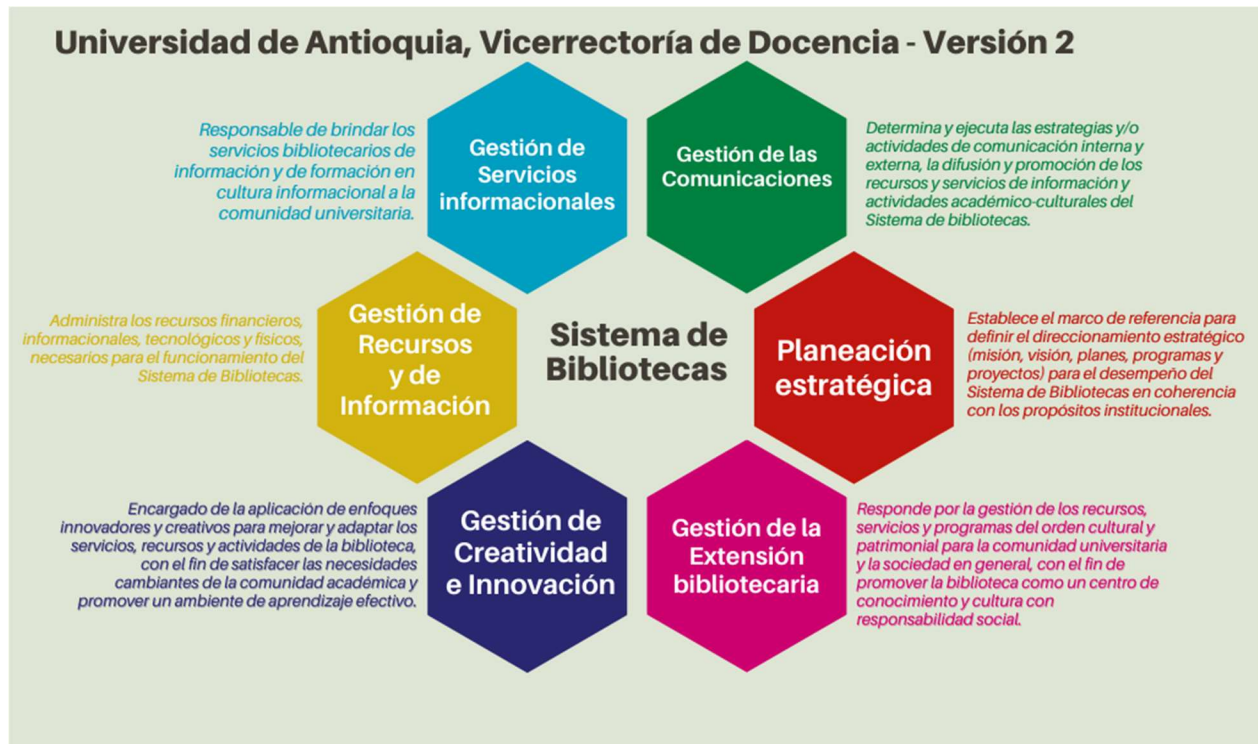 Universidad de Antioquia, Vicerrectoría de Docencia - Versión 2
Responsable de brindar los
servicios bibliotecarios de
información y de formación en
cultura informacional a la
comunidad universitaria.
Gestión de
Servicios
informacionales
Gestión de las
Comunicaciones
Determina y ejecuta las estrategias y/o
actividades de comunicación interna y
externa, la difusión y promoción de los
recursos y servicios de información y
actividades académico-culturales del
Sistema de bibliotecas.
Administra los recursos financieros,
informacionales, tecnológicos y físicos,
necesarios para el funcionamiento del
Sistema de Bibliotecas.
Gestión de
Recursos
y de
Información
Sistema de
Bibliotecas
Planeación
estratégica
Establece el marco de referencia para
definir el direccionamiento estratégico
(misión, visión, planes, programas y
proyectos) para el desempeño del
Sistema de Bibliotecas en coherencia
con los propósitos institucionales.
Encargado de la aplicación de enfoques
innovadores y creativos para mejorar y adaptar los
servicios, recursos y actividades de la biblioteca,
con el fin de satisfacer las necesidades
cambiantes de la comunidad académica y
promover un ambiente de aprendizaje efectivo.
Gestión de
Creatividad
e Innovación
Gestión de la
Extensión
bibliotecaria
Responde por la gestión de los recursos,
servicios y programas del orden cultural y
patrimonial para la comunidad universitaria
y la sociedad en general, con el fin de
promover la biblioteca como un centro de
conocimiento y cultura con
responsabilidad social.